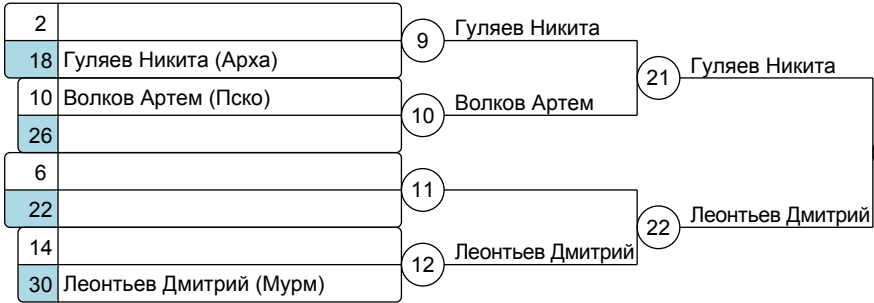 2
9
Гуляев Никита
18 Гуляев Никита (Арха)
21
Гуляев Никита
10 Волков Артем (Пско)
10
Волков Артем
26
6
11
22
22
Леонтьев Дмитрий
14
12
Леонтьев Дмитрий
30 Леонтьев Дмитрий (Мурм)